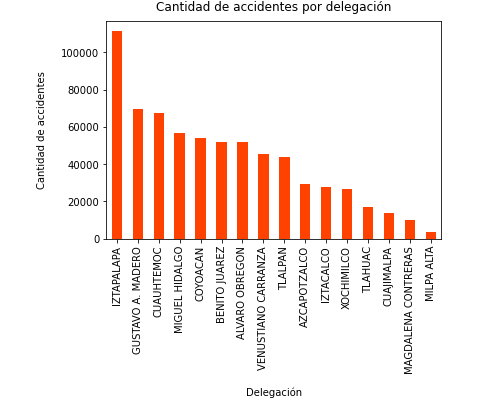 Cantidad de accidentes por delegación
Cantidad de accidentes
100000
80000
60000
40000
20000
0
IZTAPALAPA
GUSTAVO A. MADERO
CUAUHTEMOC
MIGUEL HIDALGO
COYOACAN
BENITO JUAREZ
ALVARO OBREGON
VENUSTIANO CARRANZA
TLALPAN
AZCAPOTZALCO
IZTACALCO
XOCHIMILCO
TLAHUAC
CUAJIMALPA
MAGDALENA CONTRERAS
MILPA ALTA
Delegación